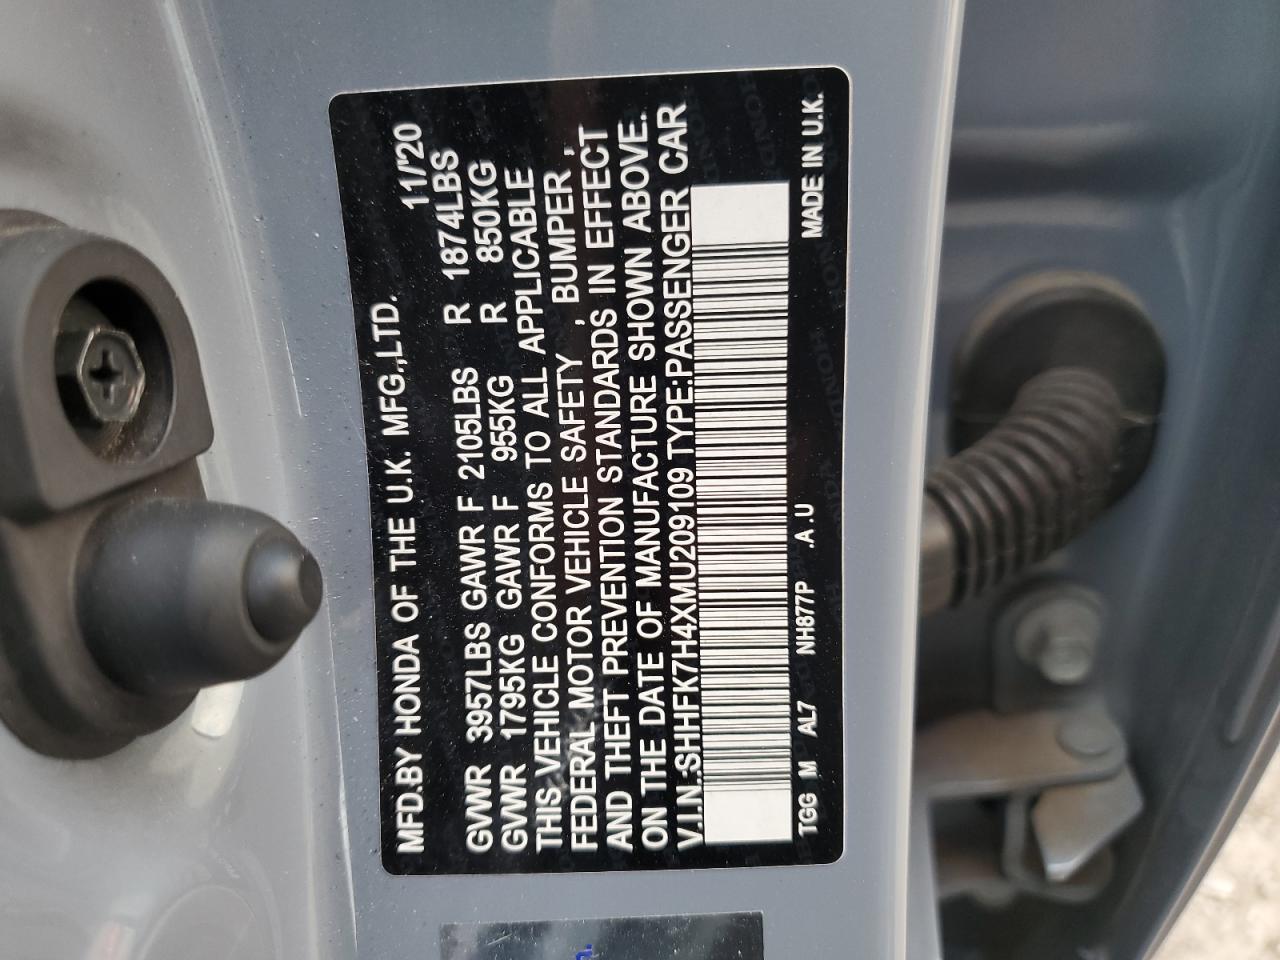 MFD.BY HONDA OF THE U.K. MFG.,LTD. 11/'20
GVWR 3957LBS GAWR F 2105LBS R 1874LBS
GVWR 1795KG GAWR F 955KG R 850KG
THIS VEHICLE CONFORMS TO ALL APPLICABLE
FEDERAL MOTOR VEHICLE SAFETY , BUMPER ,
AND THEFT PREVENTION STANDARDS IN EFFECT
ON THE DATE OF MANUFACTURE SHOWN ABOVE.
V.I.N.:SHHFK7H4XMU209109 TYPE:PASSENGER CAR
TGG M AL7 NH877P .A.U MADE IN U.K.